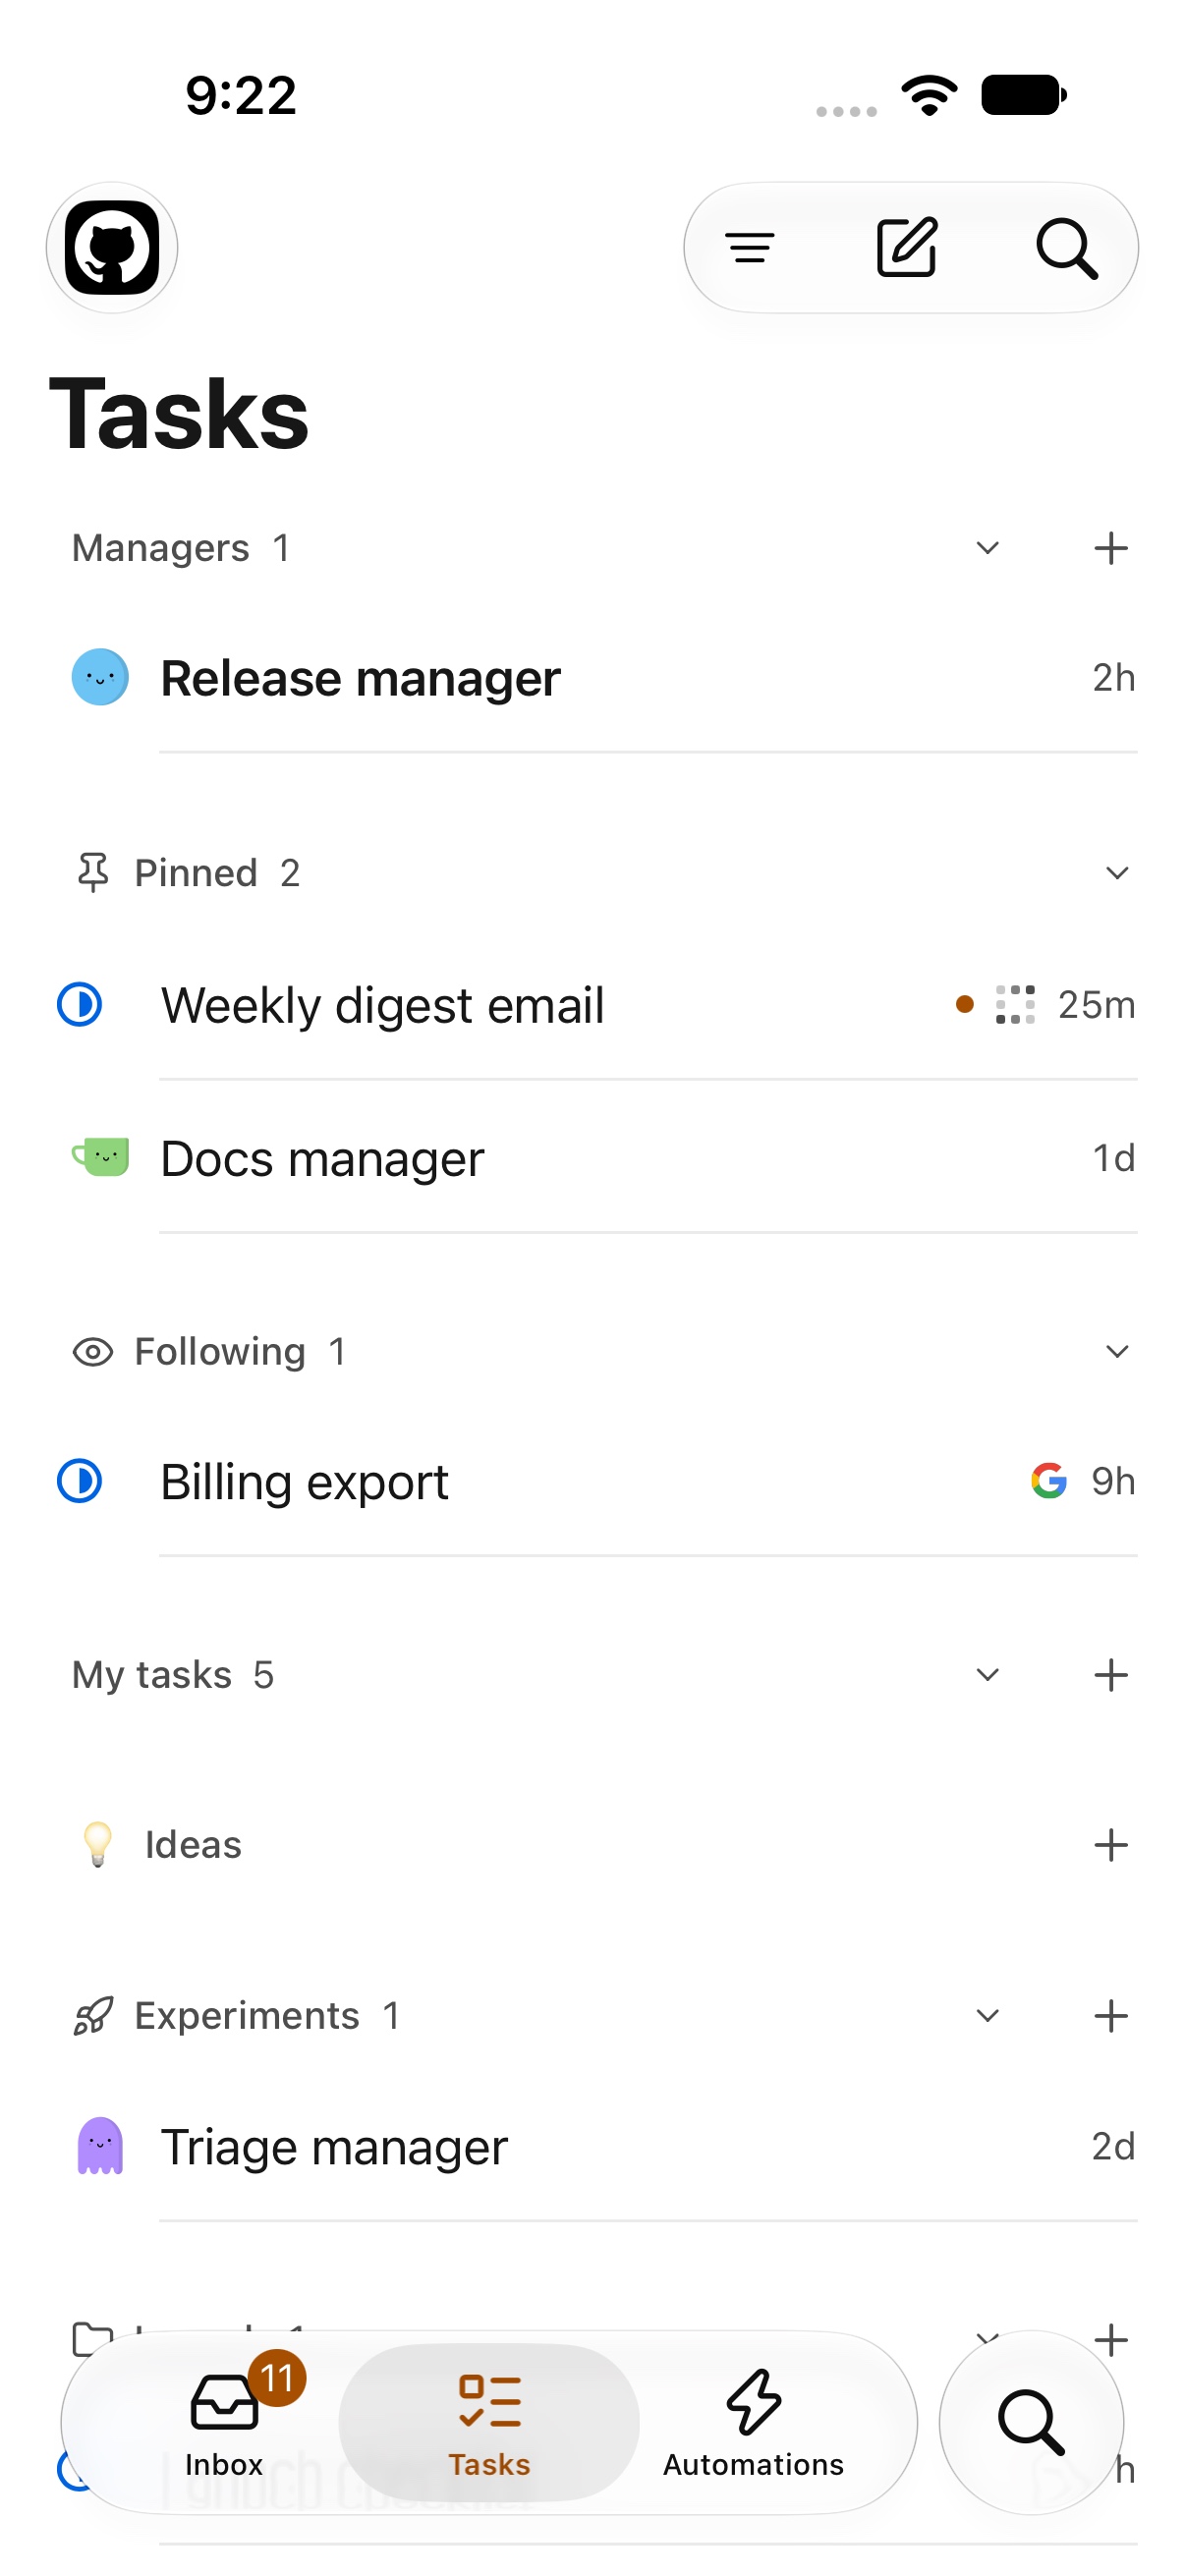 9:22
Tasks
Managers 1
Release manager 2h
Pinned 2
Weekly digest email 25m
Docs manager 1d
Following 1
Billing export 9h
My tasks 5
Ideas
Experiments 1
Triage manager 2d
11
Inbox
Tasks
Automations
h